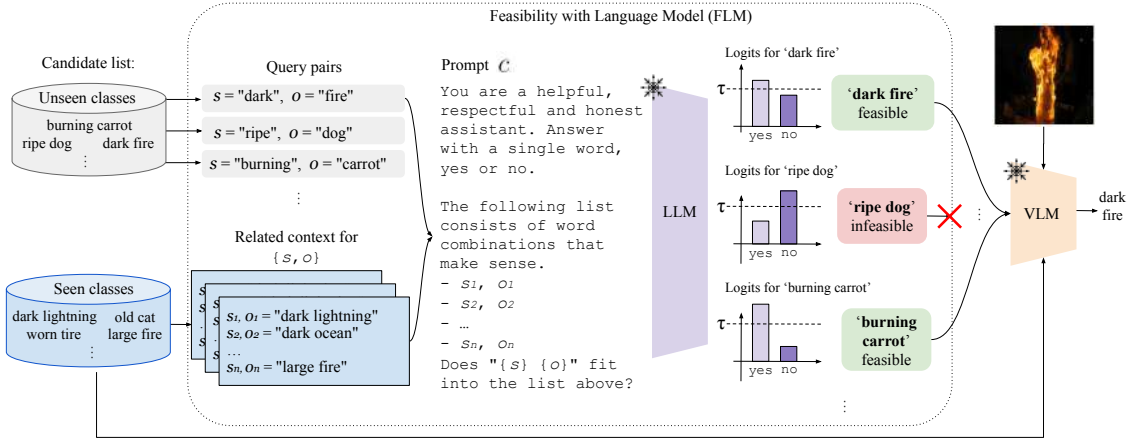 Feasibility with Language Model (FLM)
Candidate list:
Unseen classes
burning carrot
ripe dog dark fire
⋮
Seen classes
dark lightning old cat
worn tire large fire
⋮
Query pairs
s = "dark", o = "fire"
s = "ripe", o = "dog"
s = "burning", o = "carrot"
⋮
Related context for
{s,o}
s₁, o₁ = "dark lightning"
s₂, o₂ = "dark ocean"
...
sₙ, oₙ = "large fire"
Prompt C
You are a helpful,
respectful and honest
assistant. Answer
with a single word,
yes or no.
The following list
consists of word
combinations that
make sense.
- s₁, o₁
- s₂, o₂
- …
- sₙ, oₙ
Does "{s} {o}" fit
into the list above?
LLM
Logits for 'dark fire'
τ
yes no
'dark fire'
feasible
Logits for 'ripe dog'
τ
yes no
'ripe dog'
infeasible
Logits for 'burning carrot'
τ
yes no
'burning
carrot'
feasible
⋮
⋮
VLM
dark
fire